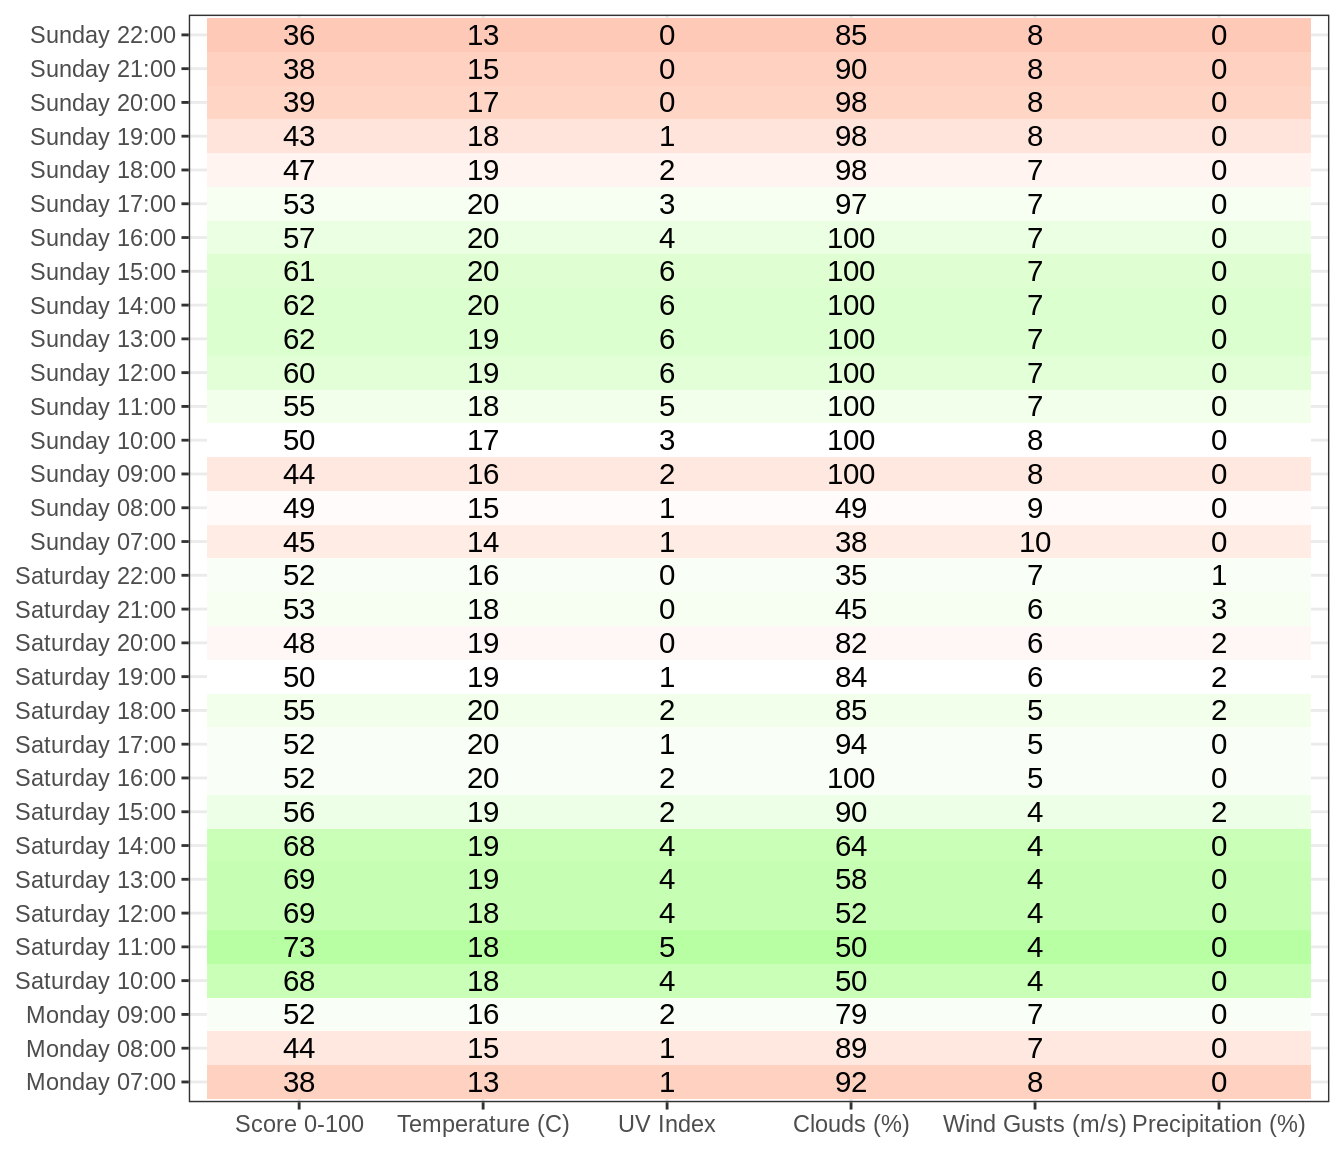 Sunday 22:00 36 13 0 85 8 0
Sunday 21:00 38 15 0 90 8 0
Sunday 20:00 39 17 0 98 8 0
Sunday 19:00 43 18 1 98 8 0
Sunday 18:00 47 19 2 98 7 0
Sunday 17:00 53 20 3 97 7 0
Sunday 16:00 57 20 4 100 7 0
Sunday 15:00 61 20 6 100 7 0
Sunday 14:00 62 20 6 100 7 0
Sunday 13:00 62 19 6 100 7 0
Sunday 12:00 60 19 6 100 7 0
Sunday 11:00 55 18 5 100 7 0
Sunday 10:00 50 17 3 100 8 0
Sunday 09:00 44 16 2 100 8 0
Sunday 08:00 49 15 1 49 9 0
Sunday 07:00 45 14 1 38 10 0
Saturday 22:00 52 16 0 35 7 1
Saturday 21:00 53 18 0 45 6 3
Saturday 20:00 48 19 0 82 6 2
Saturday 19:00 50 19 1 84 6 2
Saturday 18:00 55 20 2 85 5 2
Saturday 17:00 52 20 1 94 5 0
Saturday 16:00 52 20 2 100 5 0
Saturday 15:00 56 19 2 90 4 2
Saturday 14:00 68 19 4 64 4 0
Saturday 13:00 69 19 4 58 4 0
Saturday 12:00 69 18 4 52 4 0
Saturday 11:00 73 18 5 50 4 0
Saturday 10:00 68 18 4 50 4 0
Monday 09:00 52 16 2 79 7 0
Monday 08:00 44 15 1 89 7 0
Monday 07:00 38 13 1 92 8 0
Score 0-100 Temperature (C) UV Index Clouds (%) Wind Gusts (m/s) Precipitation (%)